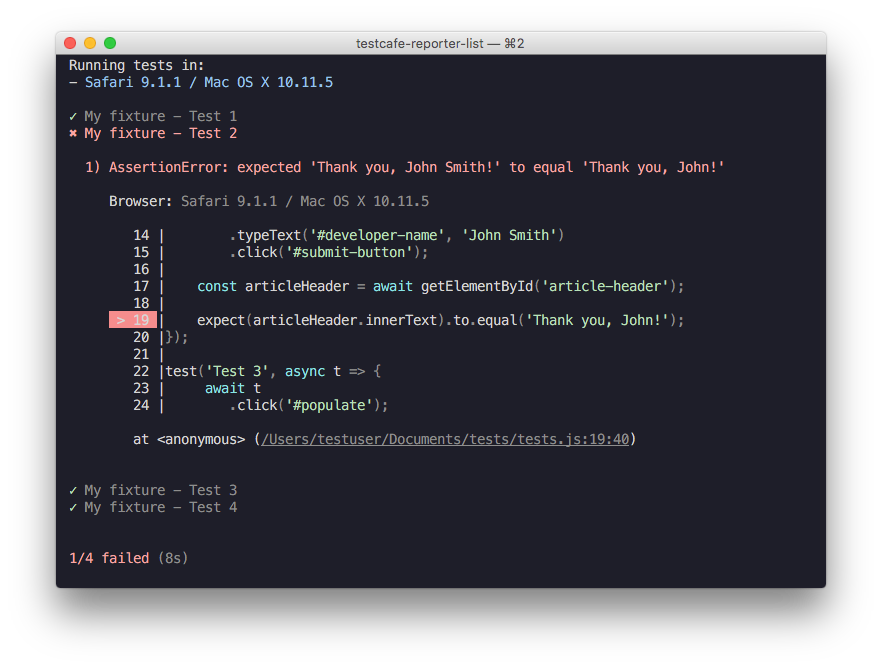 testcafe-reporter-list — ⌘2
Running tests in:
- Safari 9.1.1 / Mac OS X 10.11.5
✓ My fixture - Test 1
✖ My fixture - Test 2
1) AssertionError: expected 'Thank you, John Smith!' to equal 'Thank you, John!'
Browser: Safari 9.1.1 / Mac OS X 10.11.5
14 |        .typeText('#developer-name', 'John Smith')
15 |        .click('#submit-button');
16 |
17 |    const articleHeader = await getElementById('article-header');
18 |
> 19 |    expect(articleHeader.innerText).to.equal('Thank you, John!');
20 |});
21 |
22 |test('Test 3', async t => {
23 |     await t
24 |        .click('#populate');
at <anonymous> (/Users/testuser/Documents/tests/tests.js:19:40)
✓ My fixture - Test 3
✓ My fixture - Test 4
1/4 failed (8s)